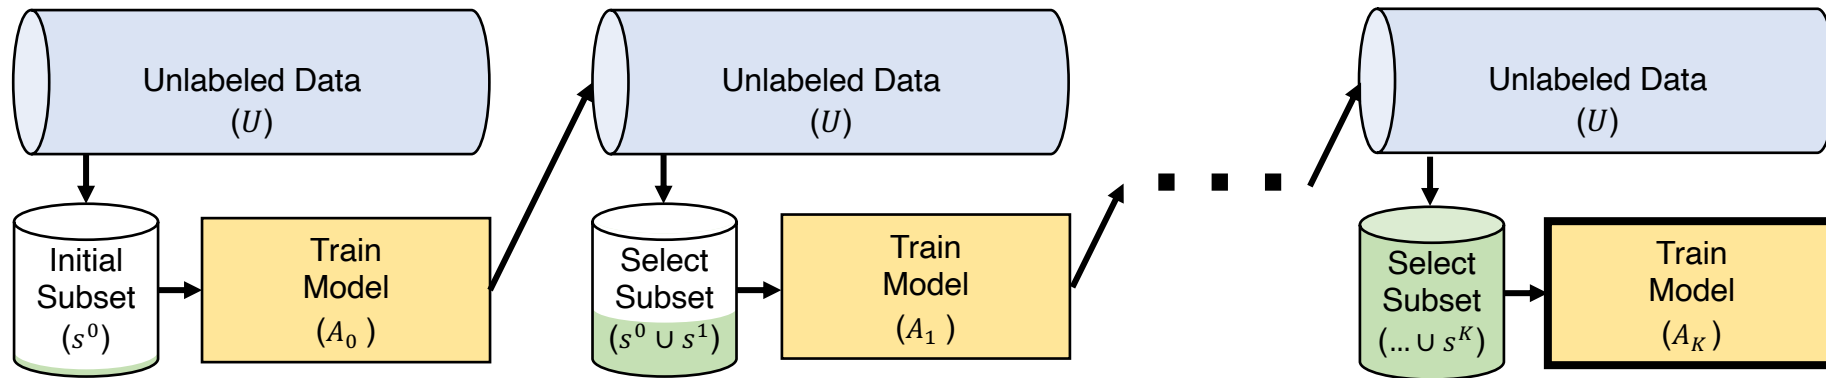 Unlabeled Data
(U)
Unlabeled Data
(U)
Unlabeled Data
(U)
Initial
Subset
(s⁰)
Train
Model
(A₀ )
Select
Subset
(s⁰ ∪ s¹)
Train
Model
(A₁ )
Select
Subset
(... ∪ sᴷ)
Train
Model
(A_K )